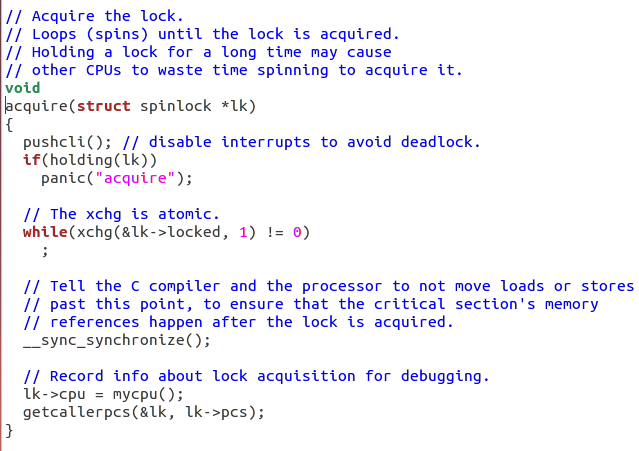 // Acquire the lock.
// Loops (spins) until the lock is acquired.
// Holding a lock for a long time may cause
// other CPUs to waste time spinning to acquire it.
void
acquire(struct spinlock *lk)
{
  pushcli(); // disable interrupts to avoid deadlock.
  if(holding(lk))
    panic("acquire");

  // The xchg is atomic.
  while(xchg(&lk->locked, 1) != 0)
    ;

  // Tell the C compiler and the processor to not move loads or stores
  // past this point, to ensure that the critical section's memory
  // references happen after the lock is acquired.
  __sync_synchronize();

  // Record info about lock acquisition for debugging.
  lk->cpu = mycpu();
  getcallerpcs(&lk, lk->pcs);
}